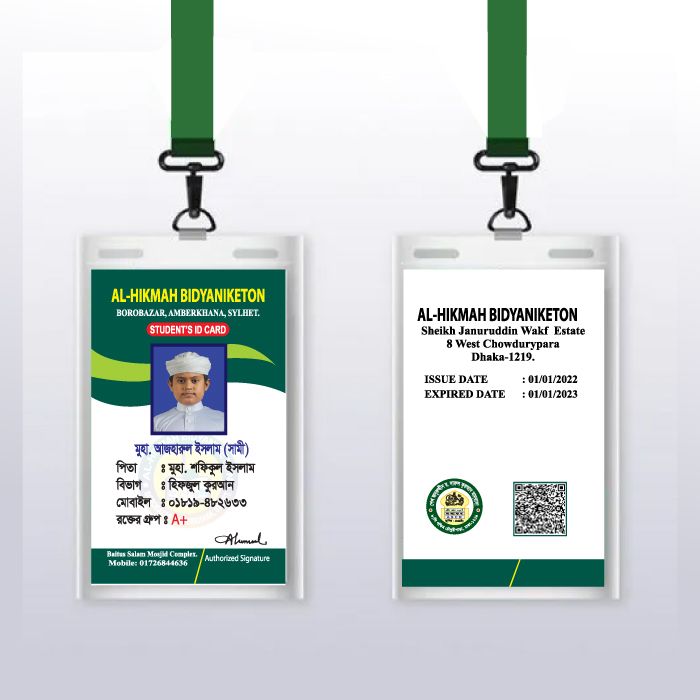 AL-HIKMAH BIDYANIKETON
BOROBAZAR, AMBERKHANA, SYLHET.
STUDENT'S ID CARD
মুহা. আজহারুল ইসলাম (সামী)
পিতা : মুহা. শফিকুল ইসলাম
বিভাগ : হিফজুল কুরআন
মোবাইল : ০১৮১৯-৪৮২৬৩৩
রক্তের গ্রুপ : A+
Baitus Salam Mosjid Complex.
Mobile: 01726844636
Authorized Signature
AL-HIKMAH BIDYANIKETON
Sheikh Januruddin Wakf Estate
8 West Chowdurypara
Dhaka-1219.
ISSUE DATE : 01/01/2022
EXPIRED DATE : 01/01/2023